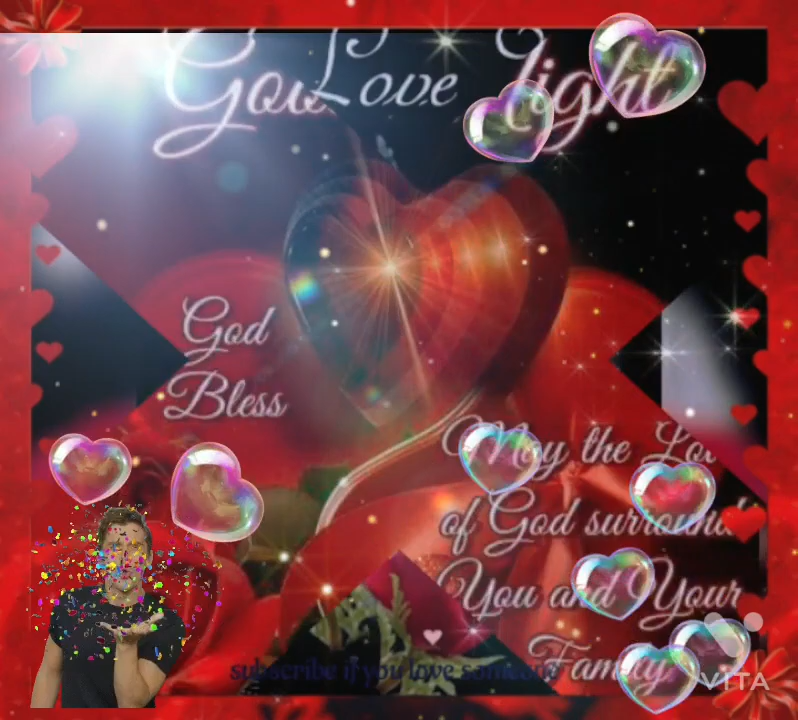 God Love light
God
Bless
May the Lov
of God surround
You and Your
Family
subscribe if you love someone
VITA